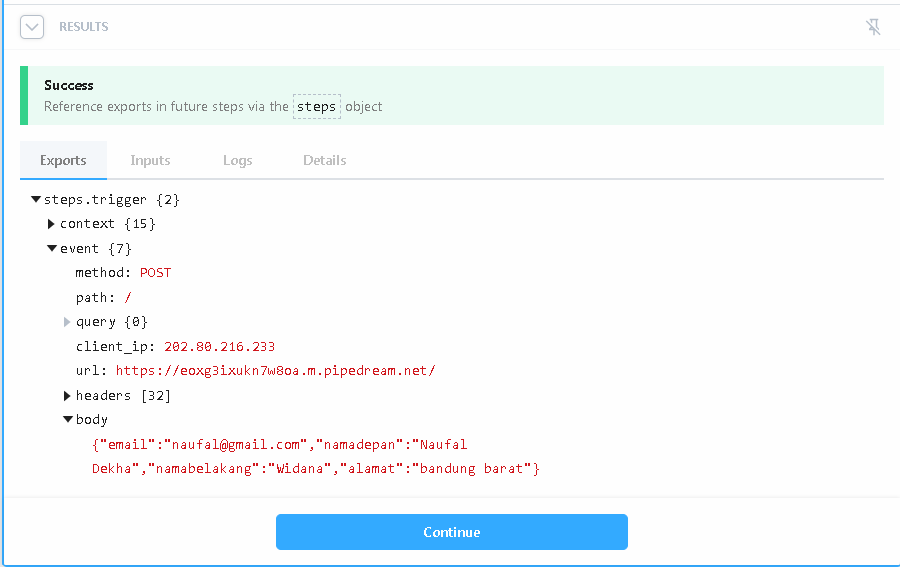 RESULTS
Success
Reference exports in future steps via the steps object
Exports Inputs Logs Details
steps.trigger {2}
context {15}
event {7}
method: POST
path: /
query {0}
client_ip: 202.80.216.233
url: https://eoxg3ixukn7w8oa.m.pipedream.net/
headers [32]
body
{"email":"naufal@gmail.com","namadepan":"Naufal
Dekha","namabelakang":"Widana","alamat":"bandung barat"}
Continue